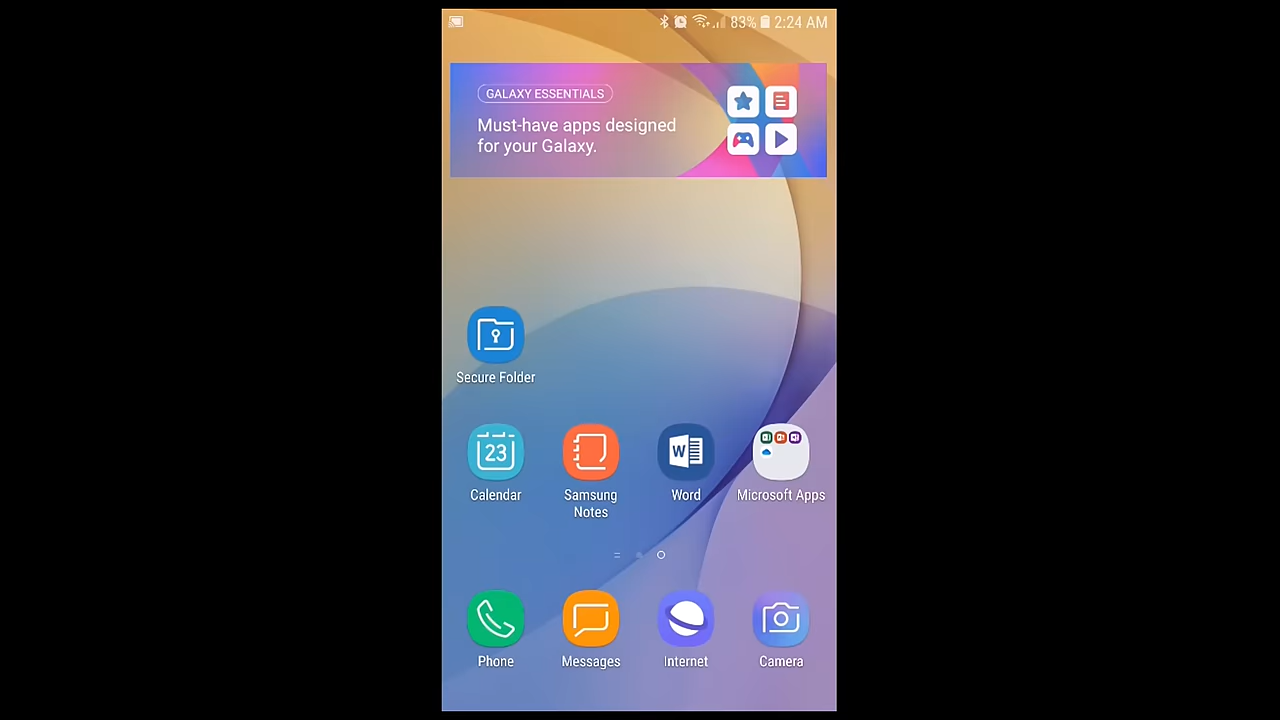 83% 2:24 AM
GALAXY ESSENTIALS
Must-have apps designed
for your Galaxy.
Secure Folder
23
W
Calendar
Samsung
Notes
Word
Microsoft Apps
Phone
Messages
Internet
Camera